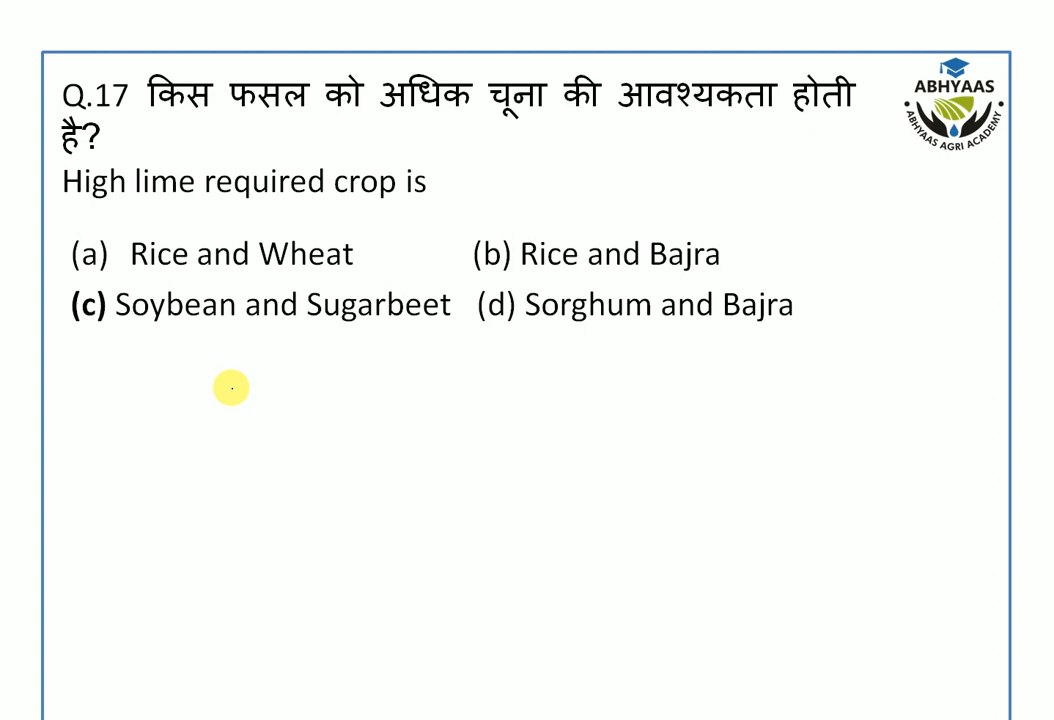 Q.17 किस फसल को अधिक चूना की आवश्यकता होती
है?
High lime required crop is
(a) Rice and Wheat (b) Rice and Bajra
(c) Soybean and Sugarbeet (d) Sorghum and Bajra
ABHYAAS
ABHYAAS AGRI ACADEMY